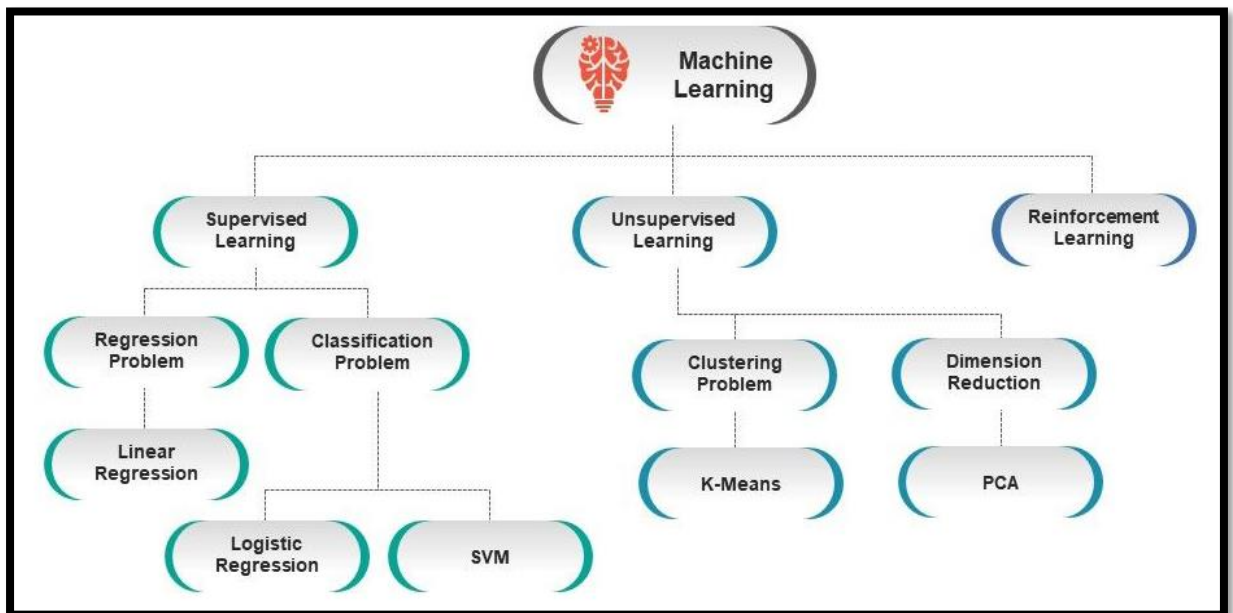 Machine
Learning
Supervised
Learning
Unsupervised
Learning
Reinforcement
Learning
Regression
Problem
Classification
Problem
Clustering
Problem
Dimension
Reduction
Linear
Regression
K-Means
PCA
Logistic
Regression
SVM